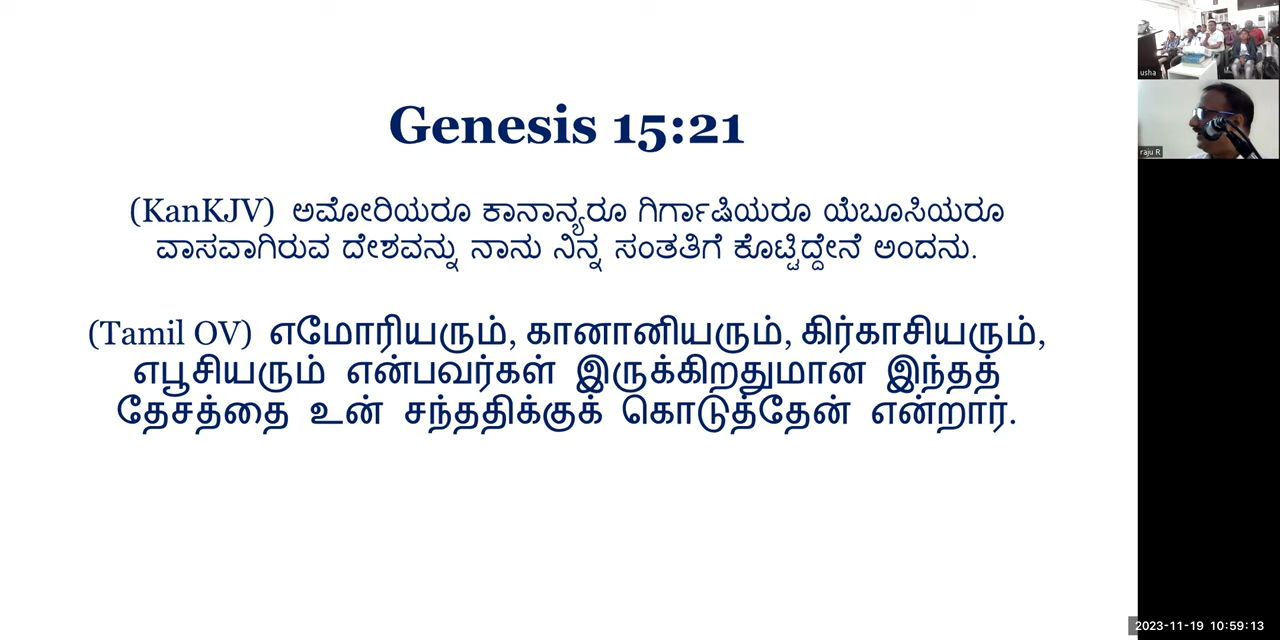 Genesis 15:21
(KanKJV) ಅಮೋರಿಯರೂ ಕಾನಾನ್ಯರೂ ಗಿರ್ಗಾಷಿಯರೂ ಯೆಬೂಸಿಯರೂ
ವಾಸವಾಗಿರುವ ದೇಶವನ್ನು ನಾನು ನಿನ್ನ ಸಂತತಿಗೆ ಕೊಟ್ಟಿದ್ದೇನೆ ಅಂದನು.
(Tamil OV) எமோரியரும், கானானியரும், கிர்காசியரும்,
எபூசியரும் என்பவர்கள் இருக்கிறதுமான இந்தத்
தேசத்தை உன் சந்ததிக்குக் கொடுத்தேன் என்றார்.
usha
raju R
2023-11-19 10:59:13